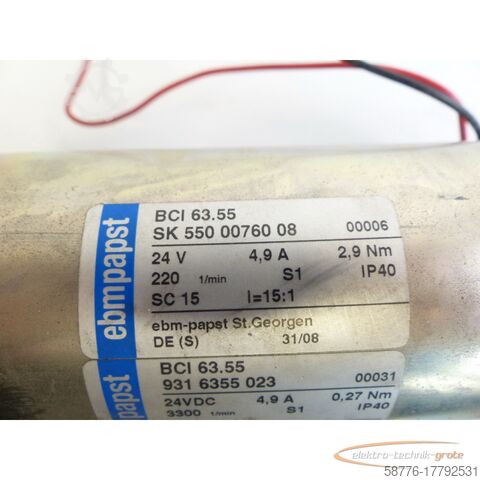 ebmpapst
BCI 63.55
SK 550 00760 08 00006
24 V 4,9 A 2,9 Nm
220 1/min S1 IP40
SC 15 I=15:1
ebm-papst St.Georgen
DE (S) 31/08
papst
BCI 63.55
931 6355 023 00031
24VDC 4,9 A 0,27 Nm
3300 1/min S1 IP40
elektro-technik-grote
58776-17792531